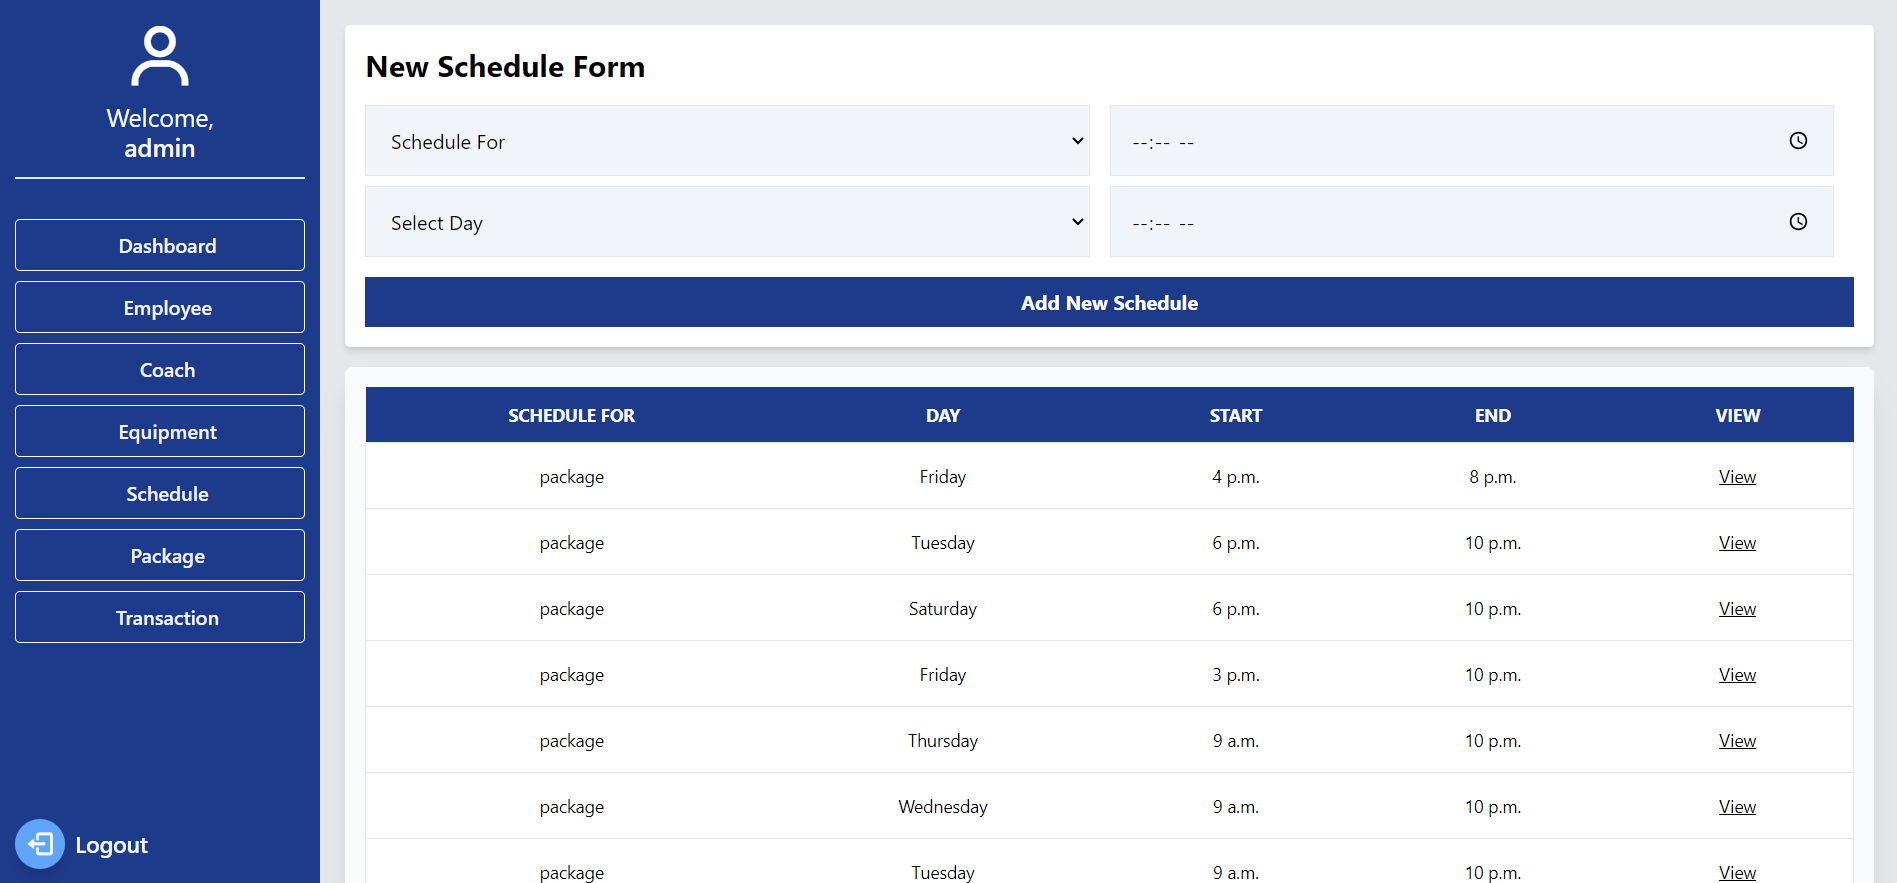 Welcome,
admin
Dashboard
Employee
Coach
Equipment
Schedule
Package
Transaction
Logout
New Schedule Form
Schedule For
--:-- --
Select Day
--:-- --
Add New Schedule
SCHEDULE FOR DAY START END VIEW
package Friday 4 p.m. 8 p.m. View
package Tuesday 6 p.m. 10 p.m. View
package Saturday 6 p.m. 10 p.m. View
package Friday 3 p.m. 10 p.m. View
package Thursday 9 a.m. 10 p.m. View
package Wednesday 9 a.m. 10 p.m. View
package Tuesday 9 a.m. 10 p.m. View